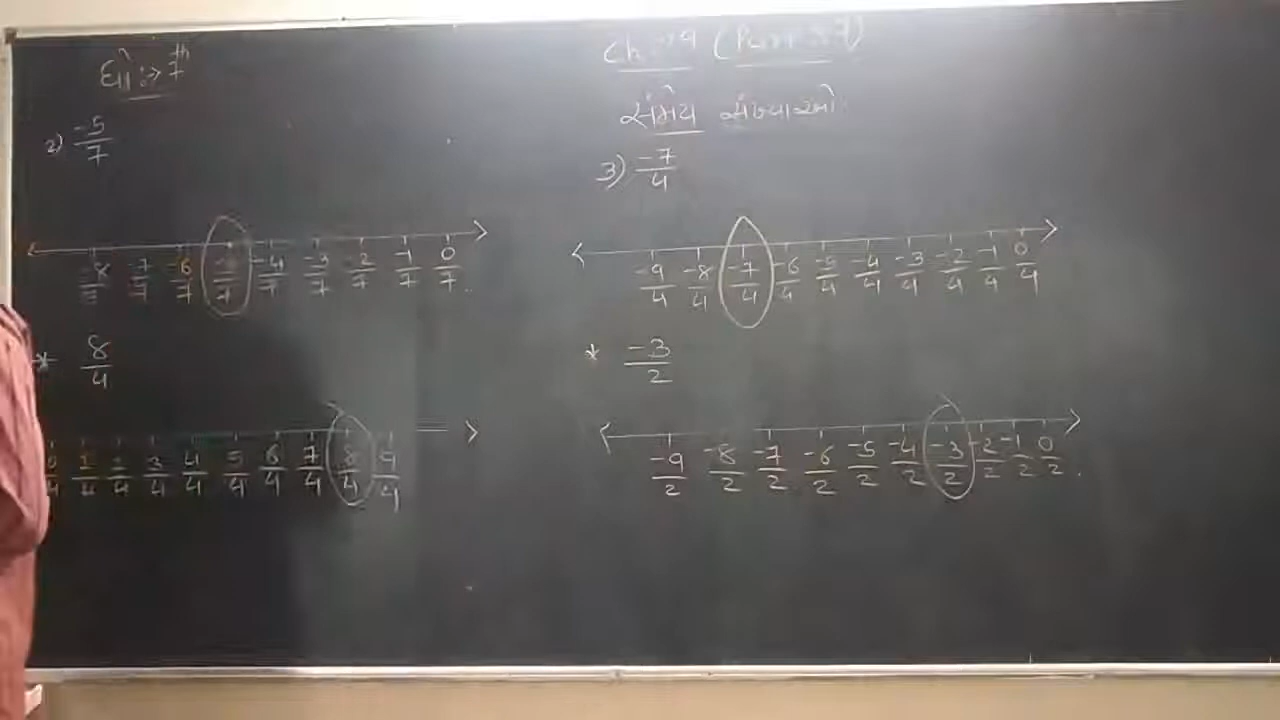 ધો :- 7th
2) -5/7
-8/7 -7/7 -6/7 -5/7 -4/7 -3/7 -2/7 -1/7 0/7
* 8/4
0/4 1/4 2/4 3/4 4/4 5/4 6/4 7/4 8/4 9/4
સંમેય સંખ્યાઓ
3) -7/4
-9/4 -8/4 -7/4 -6/4 -5/4 -4/4 -3/4 -2/4 -1/4 0/4
* -3/2
-9/2 -8/2 -7/2 -6/2 -5/2 -4/2 -3/2 -2/2 -1/2 0/2